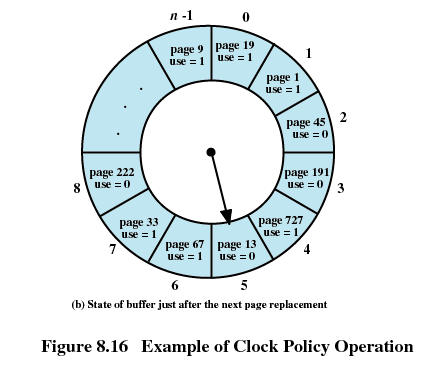 n -1
0
page 9
use = 1
page 19
use = 1
1
page 1
use = 1
2
page 45
use = 0
page 191
use = 0
3
page 727
use = 1
4
page 13
use = 0
5
page 67
use = 1
6
page 33
use = 1
7
page 222
use = 0
8
.
.
.
(b) State of buffer just after the next page replacement
Figure 8.16 Example of Clock Policy Operation